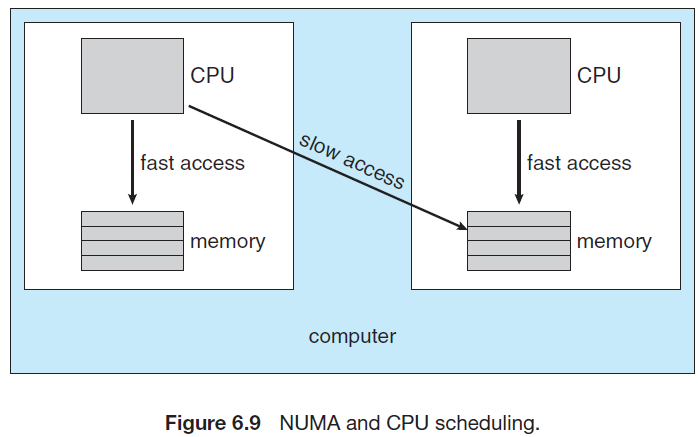 CPU
CPU
slow access
fast access
fast access
memory
memory
computer
Figure 6.9 NUMA and CPU scheduling.